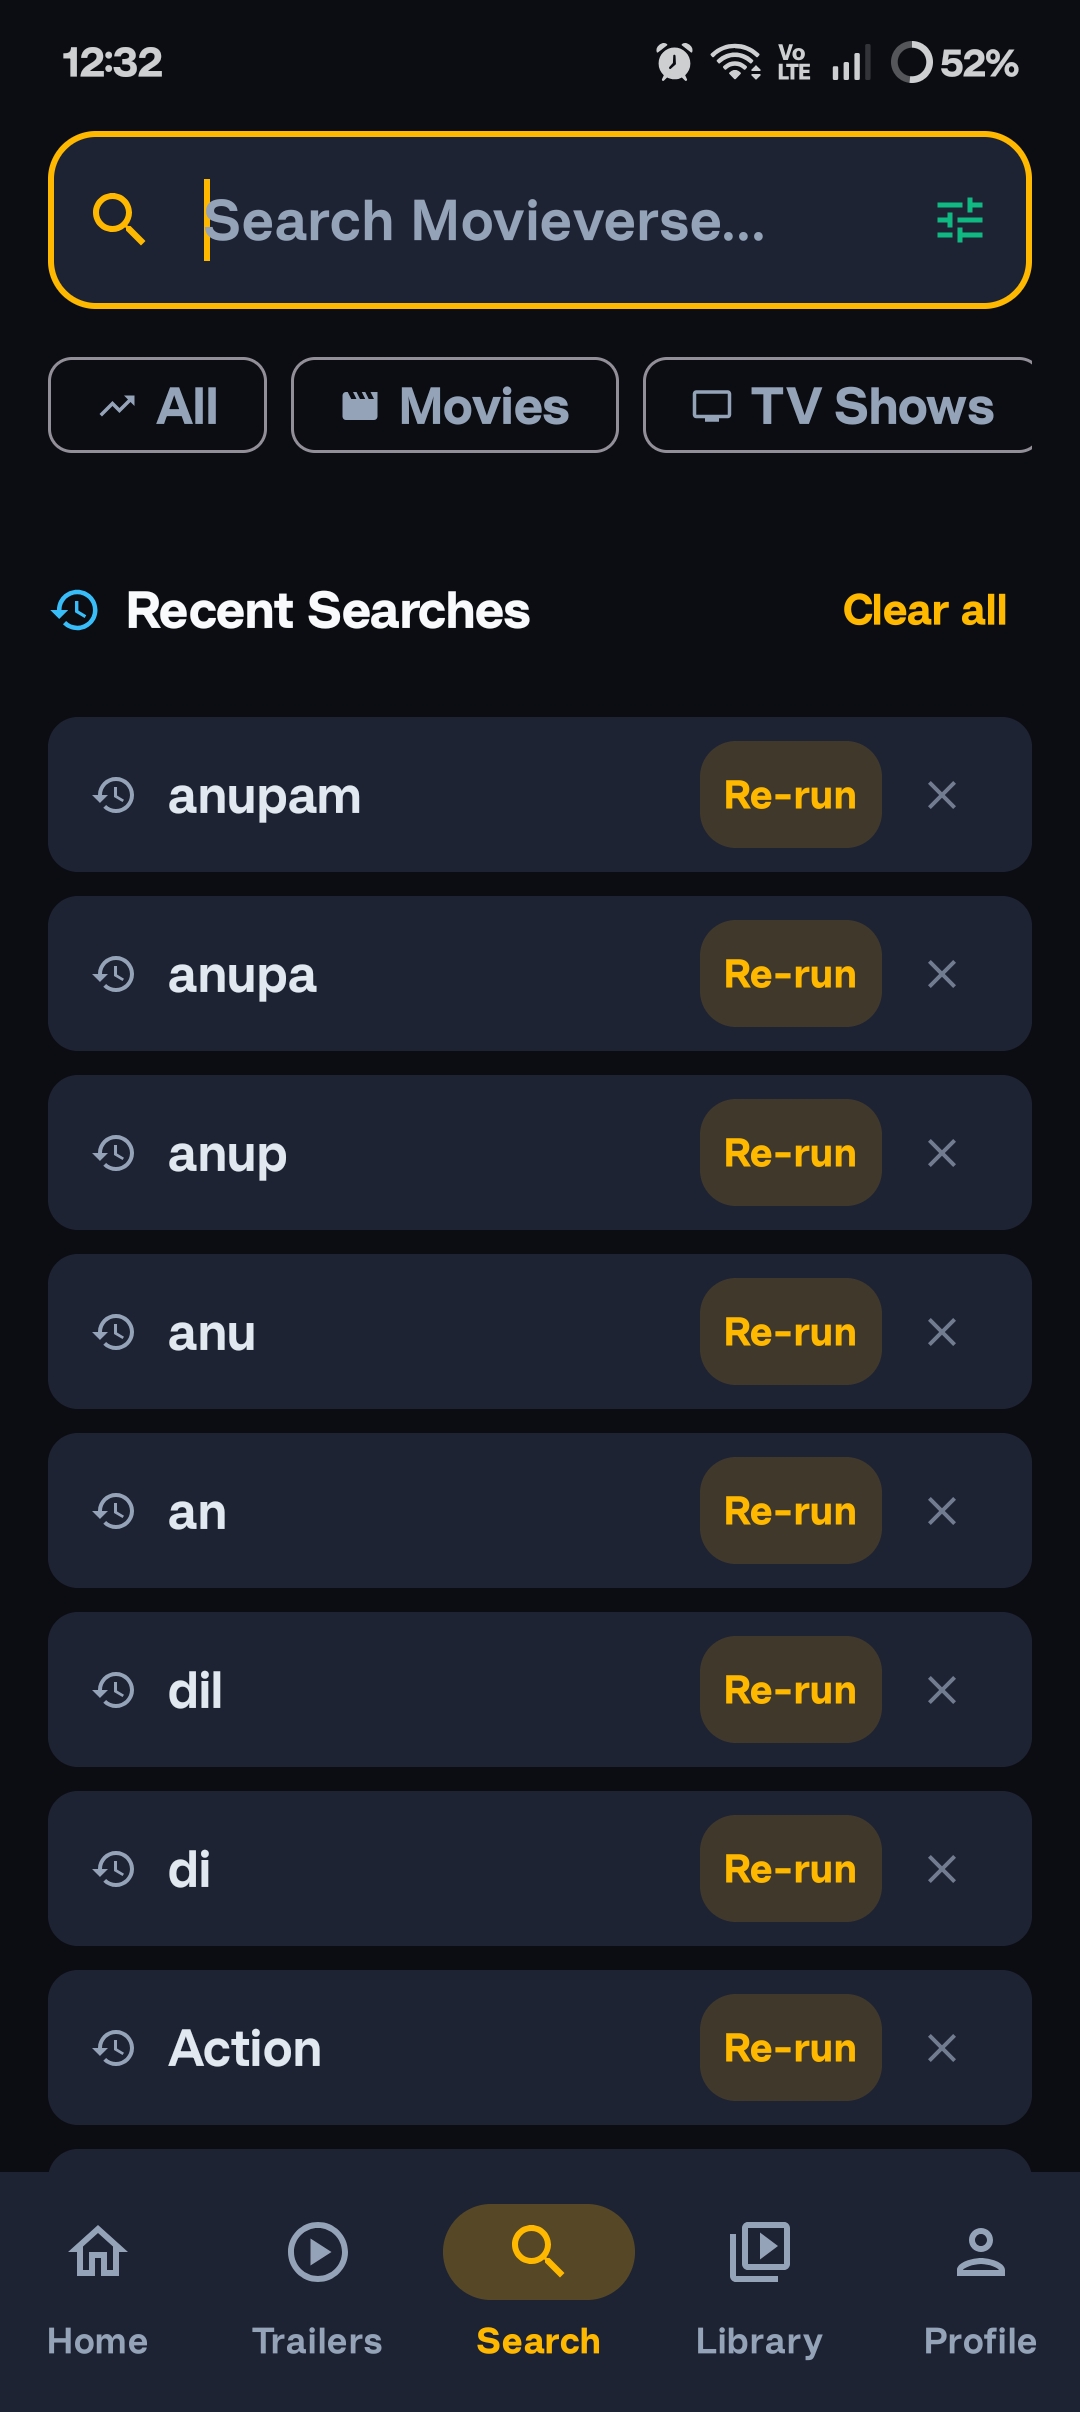 12:32
Vo LTE 52%
Search Movieverse...
All Movies TV Shows
Recent Searches Clear all
anupam Re-run
anupa Re-run
anup Re-run
anu Re-run
an Re-run
dil Re-run
di Re-run
Action Re-run
Home Trailers Search Library Profile